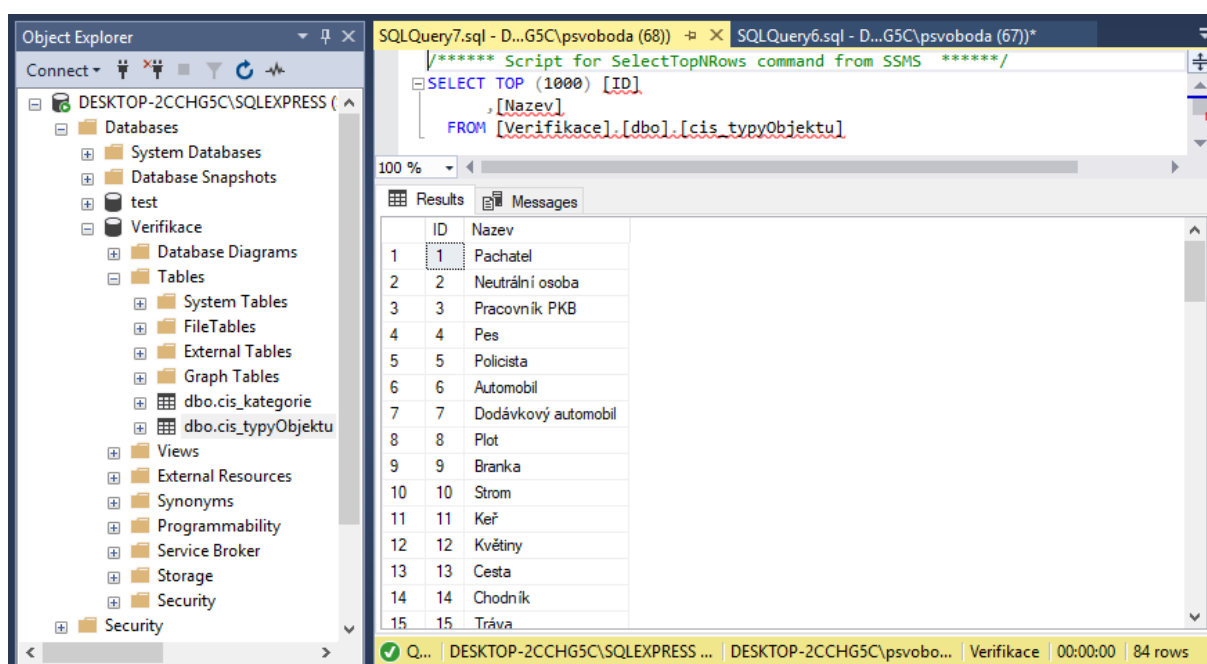 Object Explorer
Connect
DESKTOP-2CCHG5C\SQLEXPRESS (
Databases
System Databases
Database Snapshots
test
Verifikace
Database Diagrams
Tables
System Tables
FileTables
External Tables
Graph Tables
dbo.cis_kategorie
dbo.cis_typyObjektu
Views
External Resources
Synonyms
Programmability
Service Broker
Storage
Security
Security
SQLQuery7.sql - D...G5C\psvoboda (68)) SQLQuery6.sql - D...G5C\psvoboda (67))*
/****** Script for SelectTopNRows command from SSMS ******/
SELECT TOP (1000) [ID]
,[Nazev]
FROM [Verifikace].[dbo].[cis_typyObjektu]
100 %
Results Messages
ID Nazev
1 1 Pachatel
2 2 Neutrální osoba
3 3 Pracovník PKB
4 4 Pes
5 5 Policista
6 6 Automobil
7 7 Dodávkový automobil
8 8 Plot
9 9 Branka
10 10 Strom
11 11 Keř
12 12 Květiny
13 13 Cesta
14 14 Chodník
15 15 Tráva
Q... DESKTOP-2CCHG5C\SQLEXPRESS ... DESKTOP-2CCHG5C\psvobo... Verifikace 00:00:00 84 rows